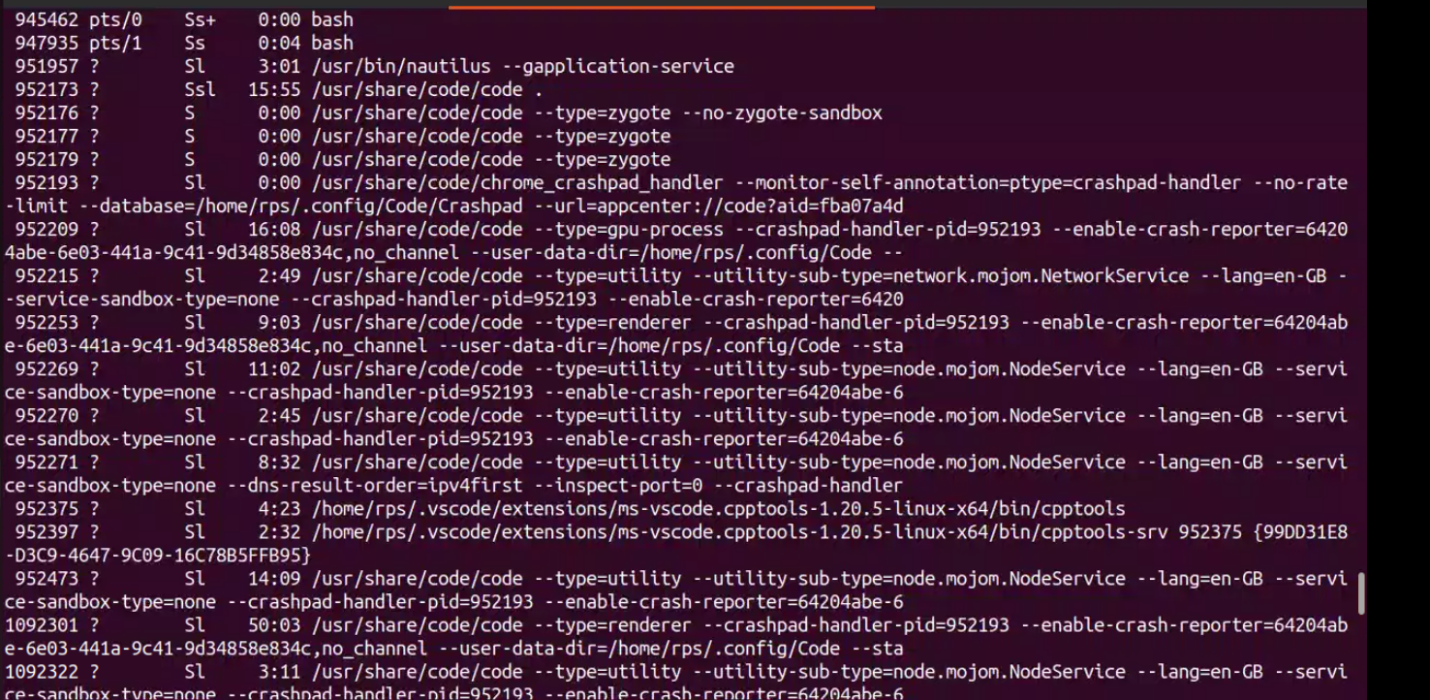 945462 pts/0    Ss+    0:00 bash
947935 pts/1    Ss     0:04 bash
951957 ?        Sl     3:01 /usr/bin/nautilus --gapplication-service
952173 ?        Ssl   15:55 /usr/share/code/code .
952176 ?        S      0:00 /usr/share/code/code --type=zygote --no-zygote-sandbox
952177 ?        S      0:00 /usr/share/code/code --type=zygote
952179 ?        S      0:00 /usr/share/code/code --type=zygote
952193 ?        Sl     0:00 /usr/share/code/chrome_crashpad_handler --monitor-self-annotation=ptype=crashpad-handler --no-rate
-limit --database=/home/rps/.config/Code/Crashpad --url=appcenter://code?aid=fba07a4d
952209 ?        Sl    16:08 /usr/share/code/code --type=gpu-process --crashpad-handler-pid=952193 --enable-crash-reporter=6420
4abe-6e03-441a-9c41-9d34858e834c,no_channel --user-data-dir=/home/rps/.config/Code --
952215 ?        Sl     2:49 /usr/share/code/code --type=utility --utility-sub-type=network.mojom.NetworkService --lang=en-GB -
-service-sandbox-type=none --crashpad-handler-pid=952193 --enable-crash-reporter=6420
952253 ?        Sl     9:03 /usr/share/code/code --type=renderer --crashpad-handler-pid=952193 --enable-crash-reporter=64204ab
e-6e03-441a-9c41-9d34858e834c,no_channel --user-data-dir=/home/rps/.config/Code --sta
952269 ?        Sl    11:02 /usr/share/code/code --type=utility --utility-sub-type=node.mojom.NodeService --lang=en-GB --servi
ce-sandbox-type=none --crashpad-handler-pid=952193 --enable-crash-reporter=64204abe-6
952270 ?        Sl     2:45 /usr/share/code/code --type=utility --utility-sub-type=node.mojom.NodeService --lang=en-GB --servi
ce-sandbox-type=none --crashpad-handler-pid=952193 --enable-crash-reporter=64204abe-6
952271 ?        Sl     8:32 /usr/share/code/code --type=utility --utility-sub-type=node.mojom.NodeService --lang=en-GB --servi
ce-sandbox-type=none --dns-result-order=ipv4first --inspect-port=0 --crashpad-handler
952375 ?        Sl     4:23 /home/rps/.vscode/extensions/ms-vscode.cpptools-1.20.5-linux-x64/bin/cpptools
952397 ?        Sl     2:32 /home/rps/.vscode/extensions/ms-vscode.cpptools-1.20.5-linux-x64/bin/cpptools-srv 952375 {99DD31E8
-D3C9-4647-9C09-16C78B5FFB95}
952473 ?        Sl    14:09 /usr/share/code/code --type=utility --utility-sub-type=node.mojom.NodeService --lang=en-GB --servi
ce-sandbox-type=none --crashpad-handler-pid=952193 --enable-crash-reporter=64204abe-6
1092301 ?        Sl    50:03 /usr/share/code/code --type=renderer --crashpad-handler-pid=952193 --enable-crash-reporter=64204ab
e-6e03-441a-9c41-9d34858e834c,no_channel --user-data-dir=/home/rps/.config/Code --sta
1092322 ?        Sl     3:11 /usr/share/code/code --type=utility --utility-sub-type=node.mojom.NodeService --lang=en-GB --servi
ce-sandbox-type=none --crashpad-handler-pid=952193 --enable-crash-reporter=64204abe-6